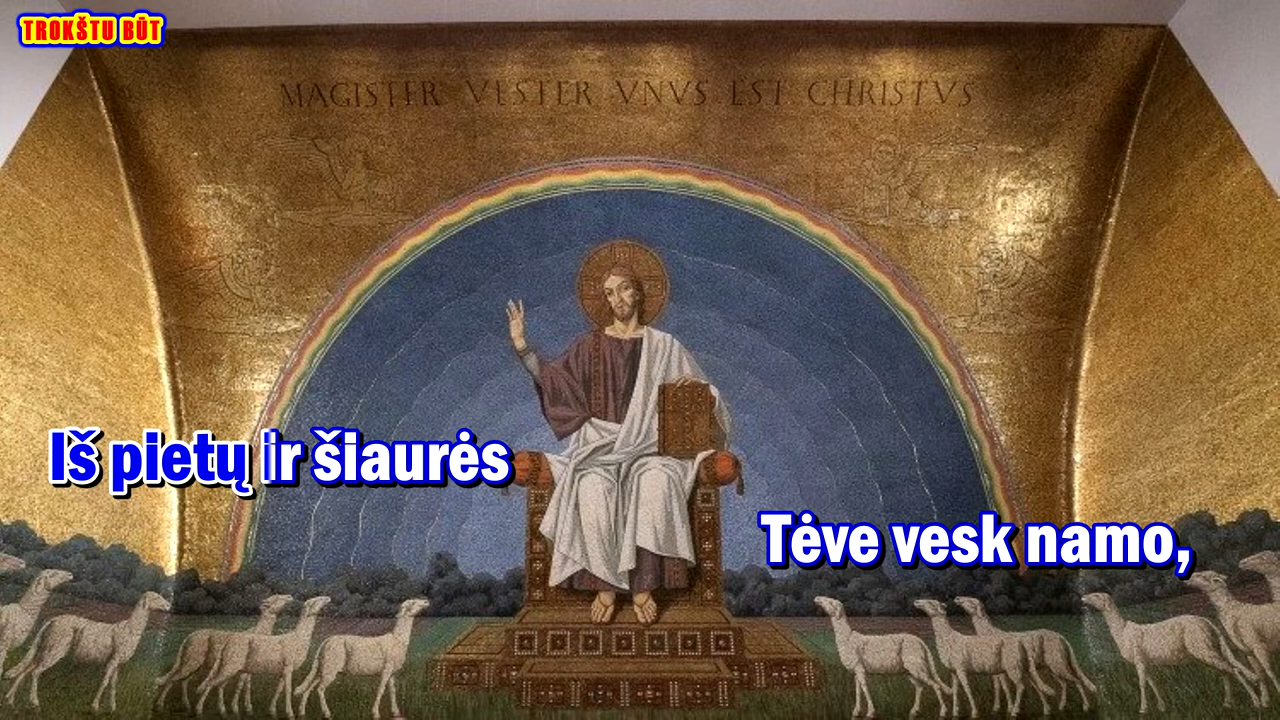 TROKŠTU BŪT
MAGISTER VESTER VNVS EST CHRISTVS
Iš pietų ir šiaurės
Tėve vesk namo,